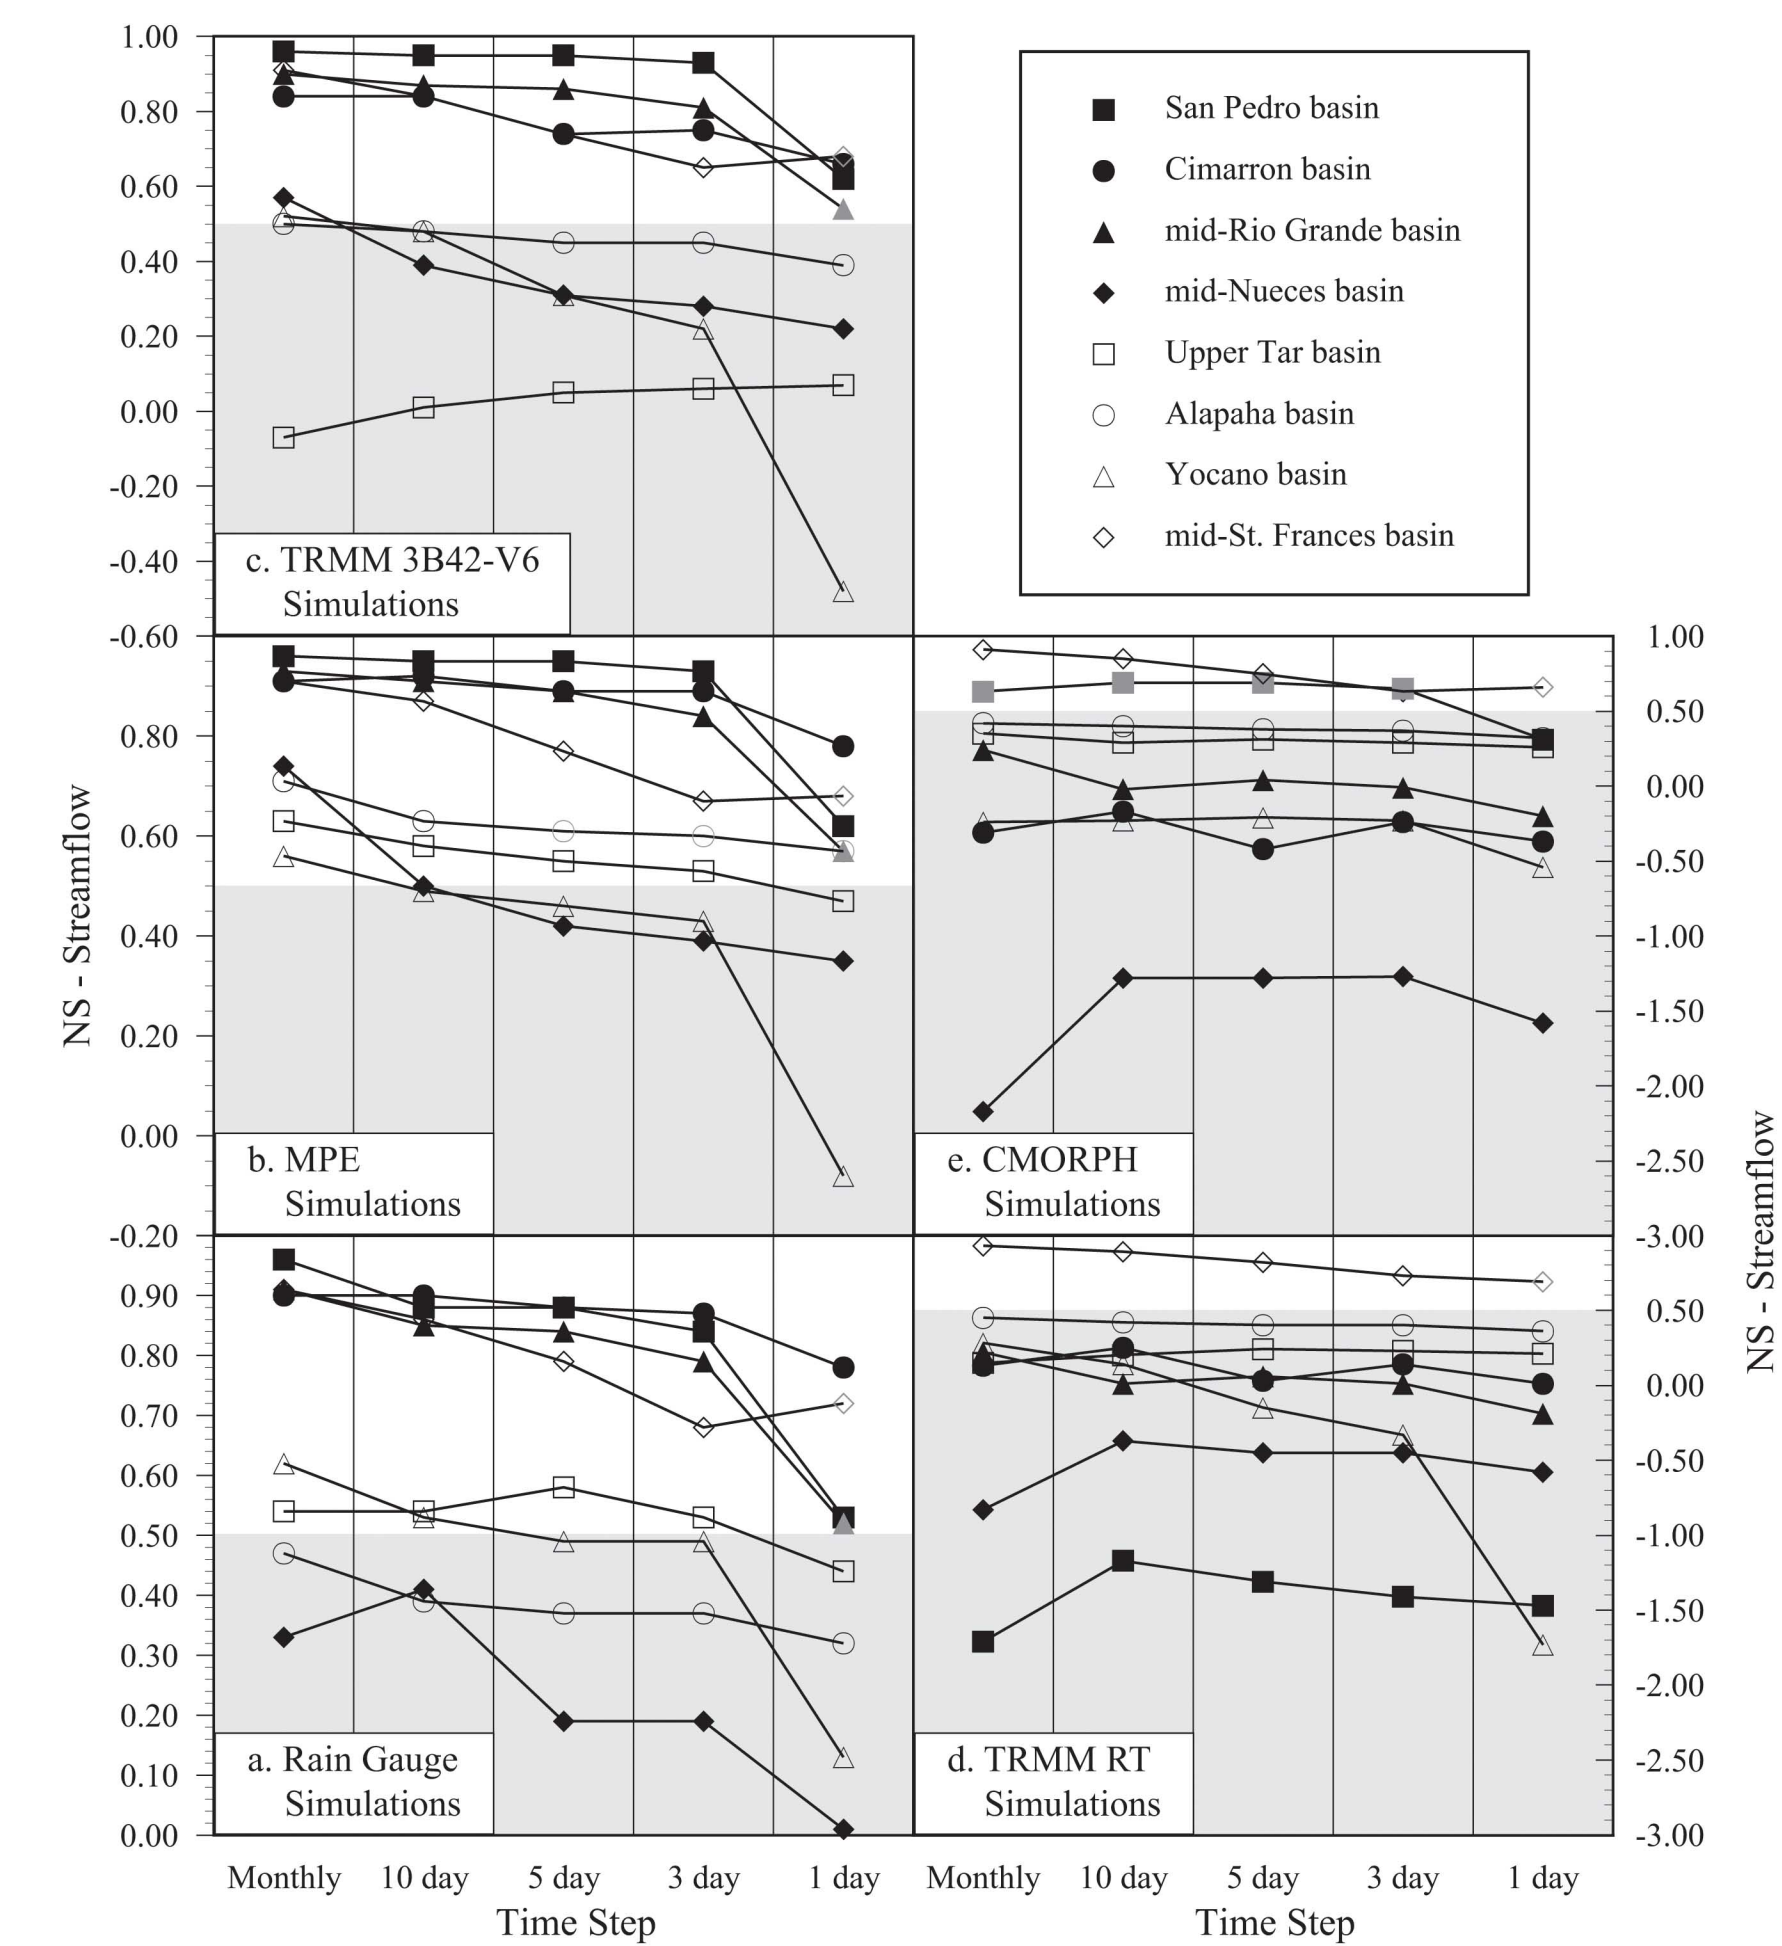 1.00
0.80
0.60
0.40
0.20
0.00
-0.20
-0.40
-0.60
c. TRMM 3B42-V6
Simulations
San Pedro basin
Cimarron basin
mid-Rio Grande basin
mid-Nueces basin
Upper Tar basin
Alapaha basin
Yocano basin
mid-St. Frances basin
NS - Streamflow
0.80
0.60
0.40
0.20
0.00
-0.20
b. MPE
Simulations
1.00
0.50
0.00
-0.50
-1.00
-1.50
-2.00
-2.50
-3.00
e. CMORPH
Simulations
NS - Streamflow
0.90
0.80
0.70
0.60
0.50
0.40
0.30
0.20
0.10
0.00
a. Rain Gauge
Simulations
0.50
0.00
-0.50
-1.00
-1.50
-2.00
-2.50
-3.00
d. TRMM RT
Simulations
Monthly 10 day 5 day 3 day 1 day
Time Step
Monthly 10 day 5 day 3 day 1 day
Time Step